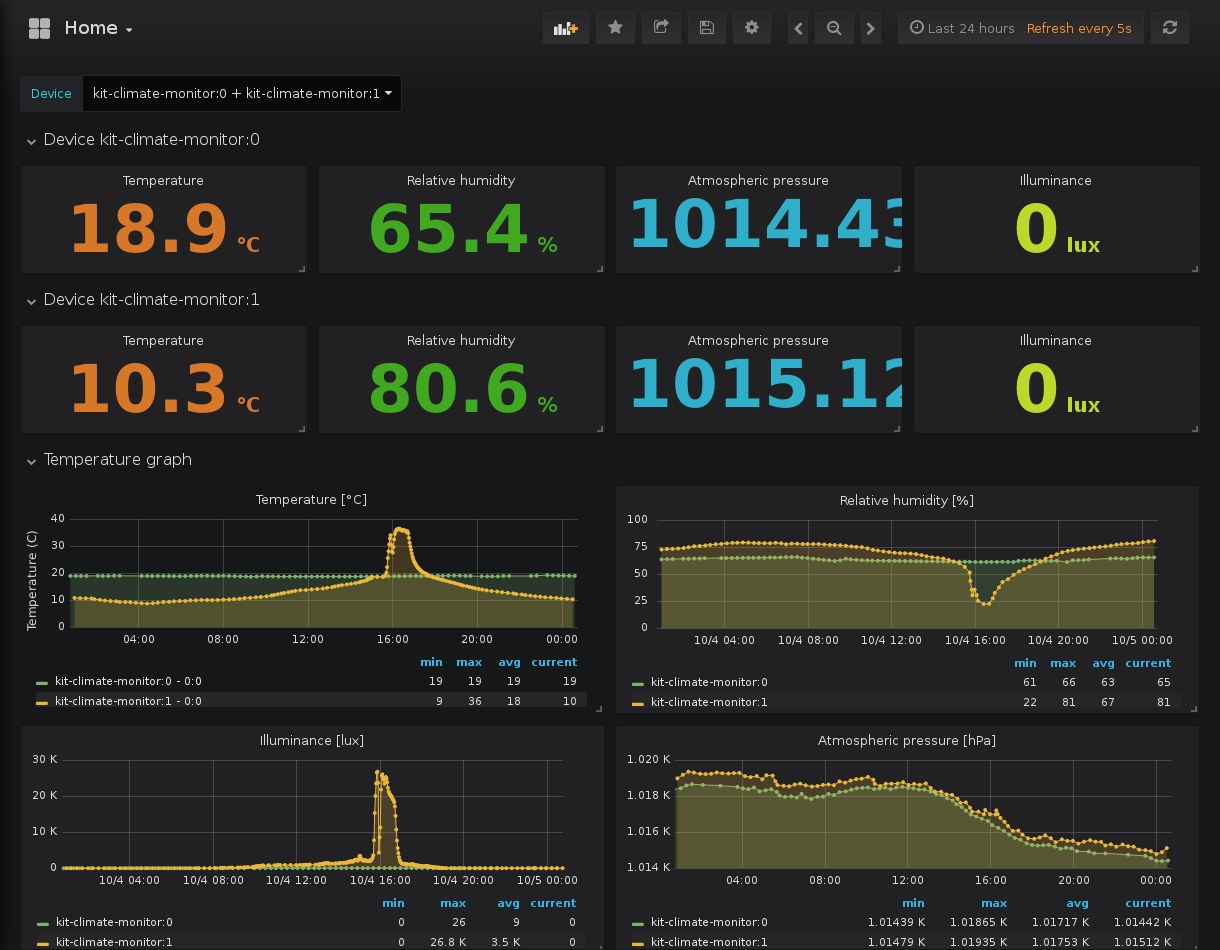 Home
Last 24 hours Refresh every 5s
Device kit-climate-monitor:0 + kit-climate-monitor:1
Device kit-climate-monitor:0
Temperature Relative humidity Atmospheric pressure Illuminance
18.9 °C 65.4 % 1014.43 0 lux
Device kit-climate-monitor:1
Temperature Relative humidity Atmospheric pressure Illuminance
10.3 °C 80.6 % 1015.12 0 lux
Temperature graph
Temperature [°C]
Temperature (C)
40
30
20
10
0
04:00 08:00 12:00 16:00 20:00 00:00
min max avg current
kit-climate-monitor:0 - 0:0 19 19 19 19
kit-climate-monitor:1 - 0:0 9 36 18 10
Relative humidity [%]
100
75
50
25
0
10/4 04:00 10/4 08:00 10/4 12:00 10/4 16:00 10/4 20:00 10/5 00:00
min max avg current
kit-climate-monitor:0 61 66 63 65
kit-climate-monitor:1 22 81 67 81
Illuminance [lux]
30 K
20 K
10 K
0
10/4 04:00 10/4 08:00 10/4 12:00 10/4 16:00 10/4 20:00 10/5 00:00
min max avg current
kit-climate-monitor:0 0 26 9 0
kit-climate-monitor:1 0 26.8 K 3.5 K 0
Atmospheric pressure [hPa]
1.020 K
1.018 K
1.016 K
1.014 K
04:00 08:00 12:00 16:00 20:00 00:00
min max avg current
kit-climate-monitor:0 1.01439 K 1.01865 K 1.01717 K 1.01442 K
kit-climate-monitor:1 1.01479 K 1.01935 K 1.01753 K 1.01512 K